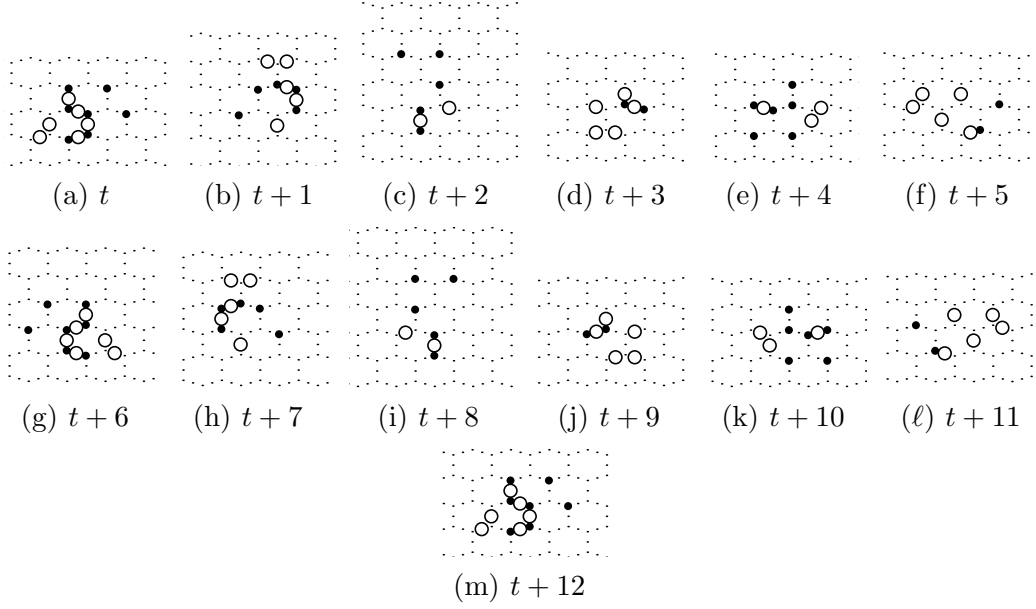 (a) t (b) t + 1 (c) t + 2 (d) t + 3 (e) t + 4 (f) t + 5
(g) t + 6 (h) t + 7 (i) t + 8 (j) t + 9 (k) t + 10 (ℓ) t + 11
(m) t + 12